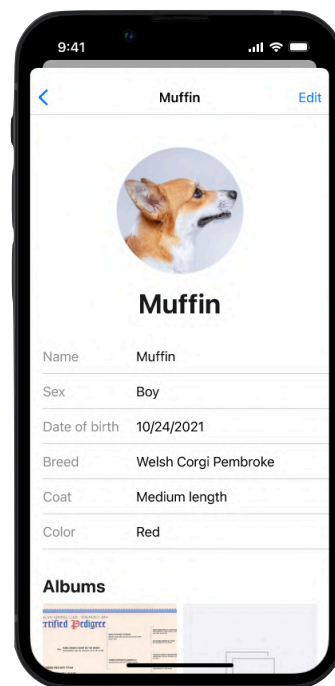 9:41
Muffin Edit
Muffin
Name Muffin
Sex Boy
Date of birth 10/24/2021
Breed Welsh Corgi Pembroke
Coat Medium length
Color Red
Albums
ertified Pedigree